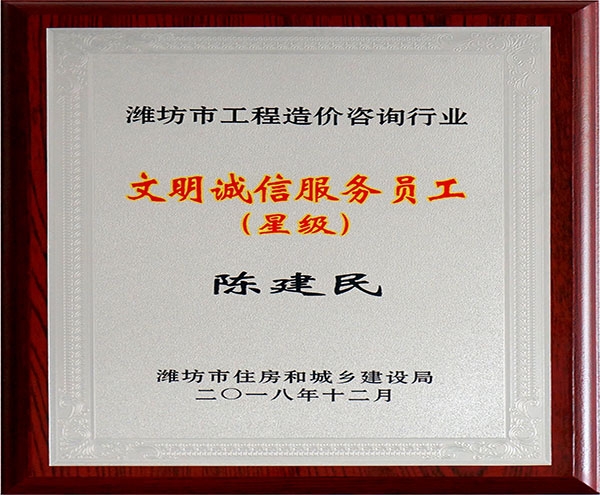 潍坊市工程造价咨询行业
文明诚信服务员工
（星级）
陈建民
潍坊市住房和城乡建设局
二〇一八年十二月